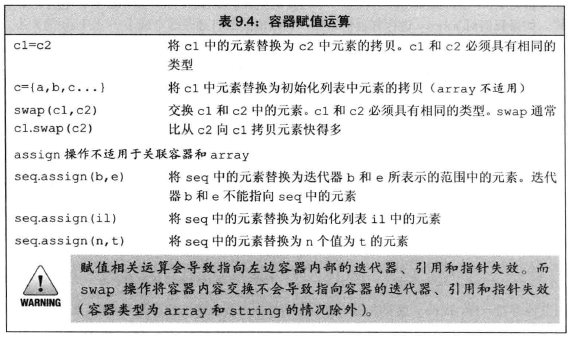 表 9.4：容器赋值运算
c1=c2 将 c1 中的元素替换为 c2 中元素的拷贝。c1 和 c2 必须具有相同的
类型
c={a,b,c...} 将 c1 中元素替换为初始化列表中元素的拷贝（array 不适用）
swap(c1,c2) 交换 c1 和 c2 中的元素。c1 和 c2 必须具有相同的类型。swap 通常
c1.swap(c2) 比从 c2 向 c1 拷贝元素快得多
assign 操作不适用于关联容器和 array
seq.assign(b,e) 将 seq 中的元素替换为迭代器 b 和 e 所表示的范围中的元素。迭代
器 b 和 e 不能指向 seq 中的元素
seq.assign(il) 将 seq 中的元素替换为初始化列表 il 中的元素
seq.assign(n,t) 将 seq 中的元素替换为 n 个值为 t 的元素
赋值相关运算会导致指向左边容器内部的迭代器、引用和指针失效。而
swap 操作将容器内容交换不会导致指向容器的迭代器、引用和指针失效
（容器类型为 array 和 string 的情况除外）。
WARNING